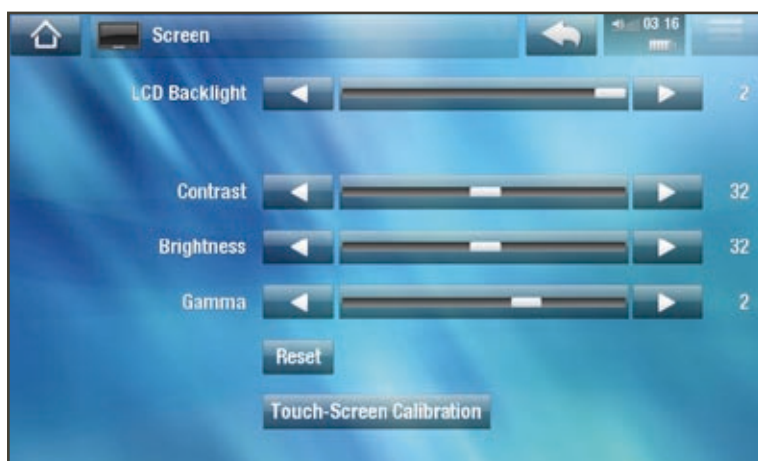 Screen 03 16
LCD Backlight 2
Contrast 32
Brightness 32
Gamma 2
Reset
Touch-Screen Calibration